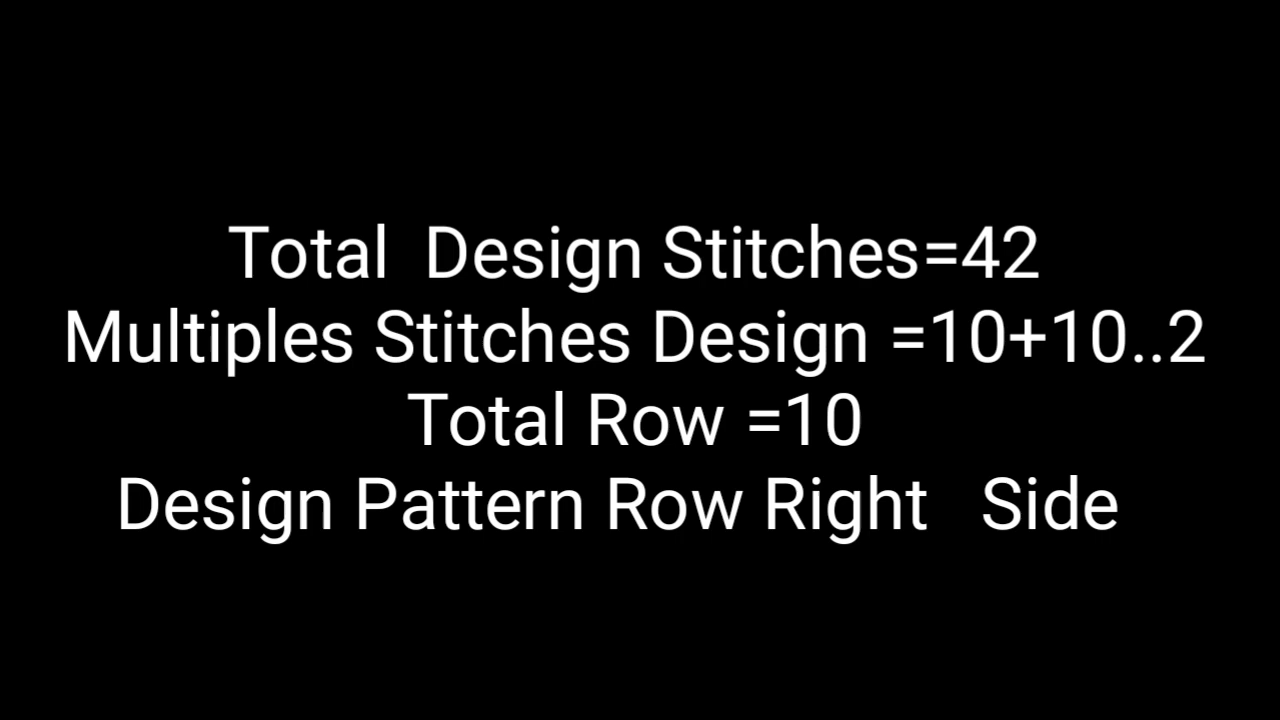 Total Design Stitches=42
Multiples Stitches Design =10+10..2
Total Row =10
Design Pattern Row Right Side